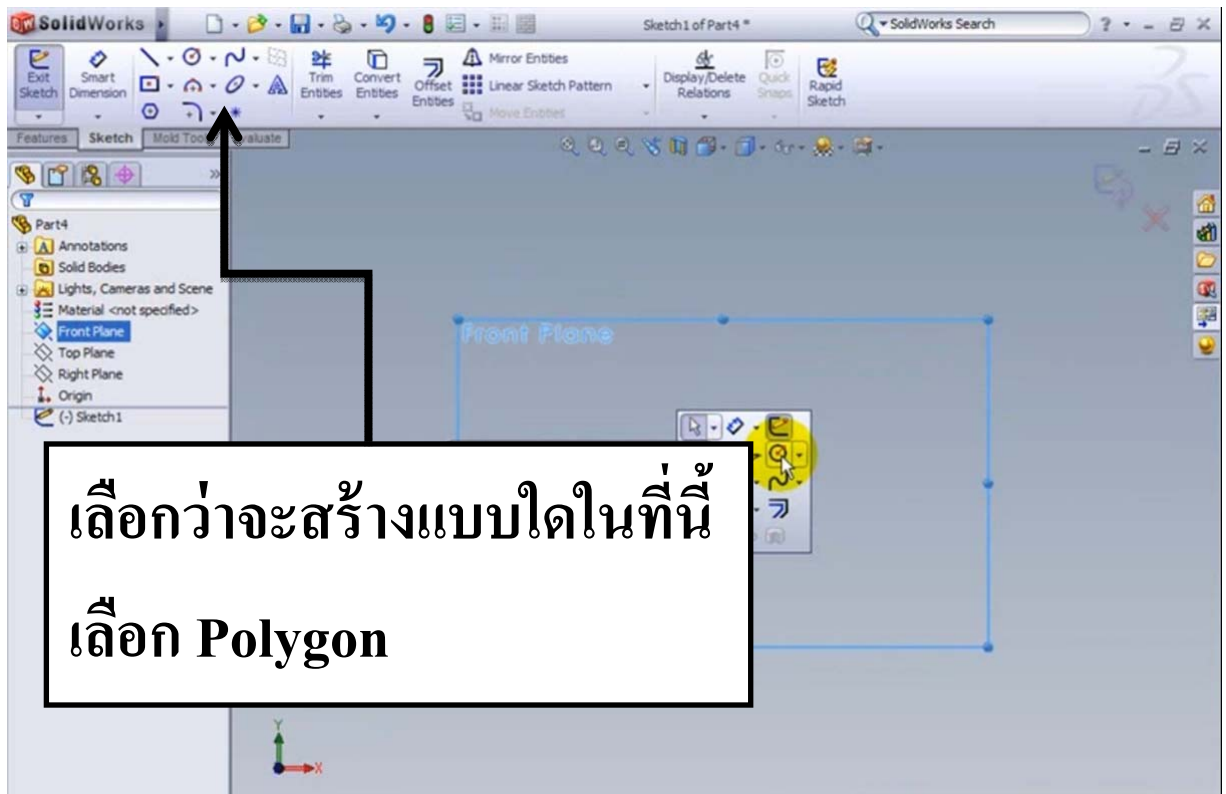 SolidWorks
Sketch1 of Part4 *
SolidWorks Search
Exit Sketch
Smart Dimension
Trim Entities
Convert Entities
Offset Entities
Mirror Entities
Linear Sketch Pattern
Move Entities
Display/Delete Relations
Quick Snaps
Rapid Sketch
Features
Sketch
Part4
Annotations
Solid Bodies
Lights, Cameras and Scene
Material <not specified>
Front Plane
Top Plane
Right Plane
Origin
(-) Sketch1
Front Plane
เลือกว่าจะสร้างแบบใดในที่นี้
เลือก Polygon
Y
X